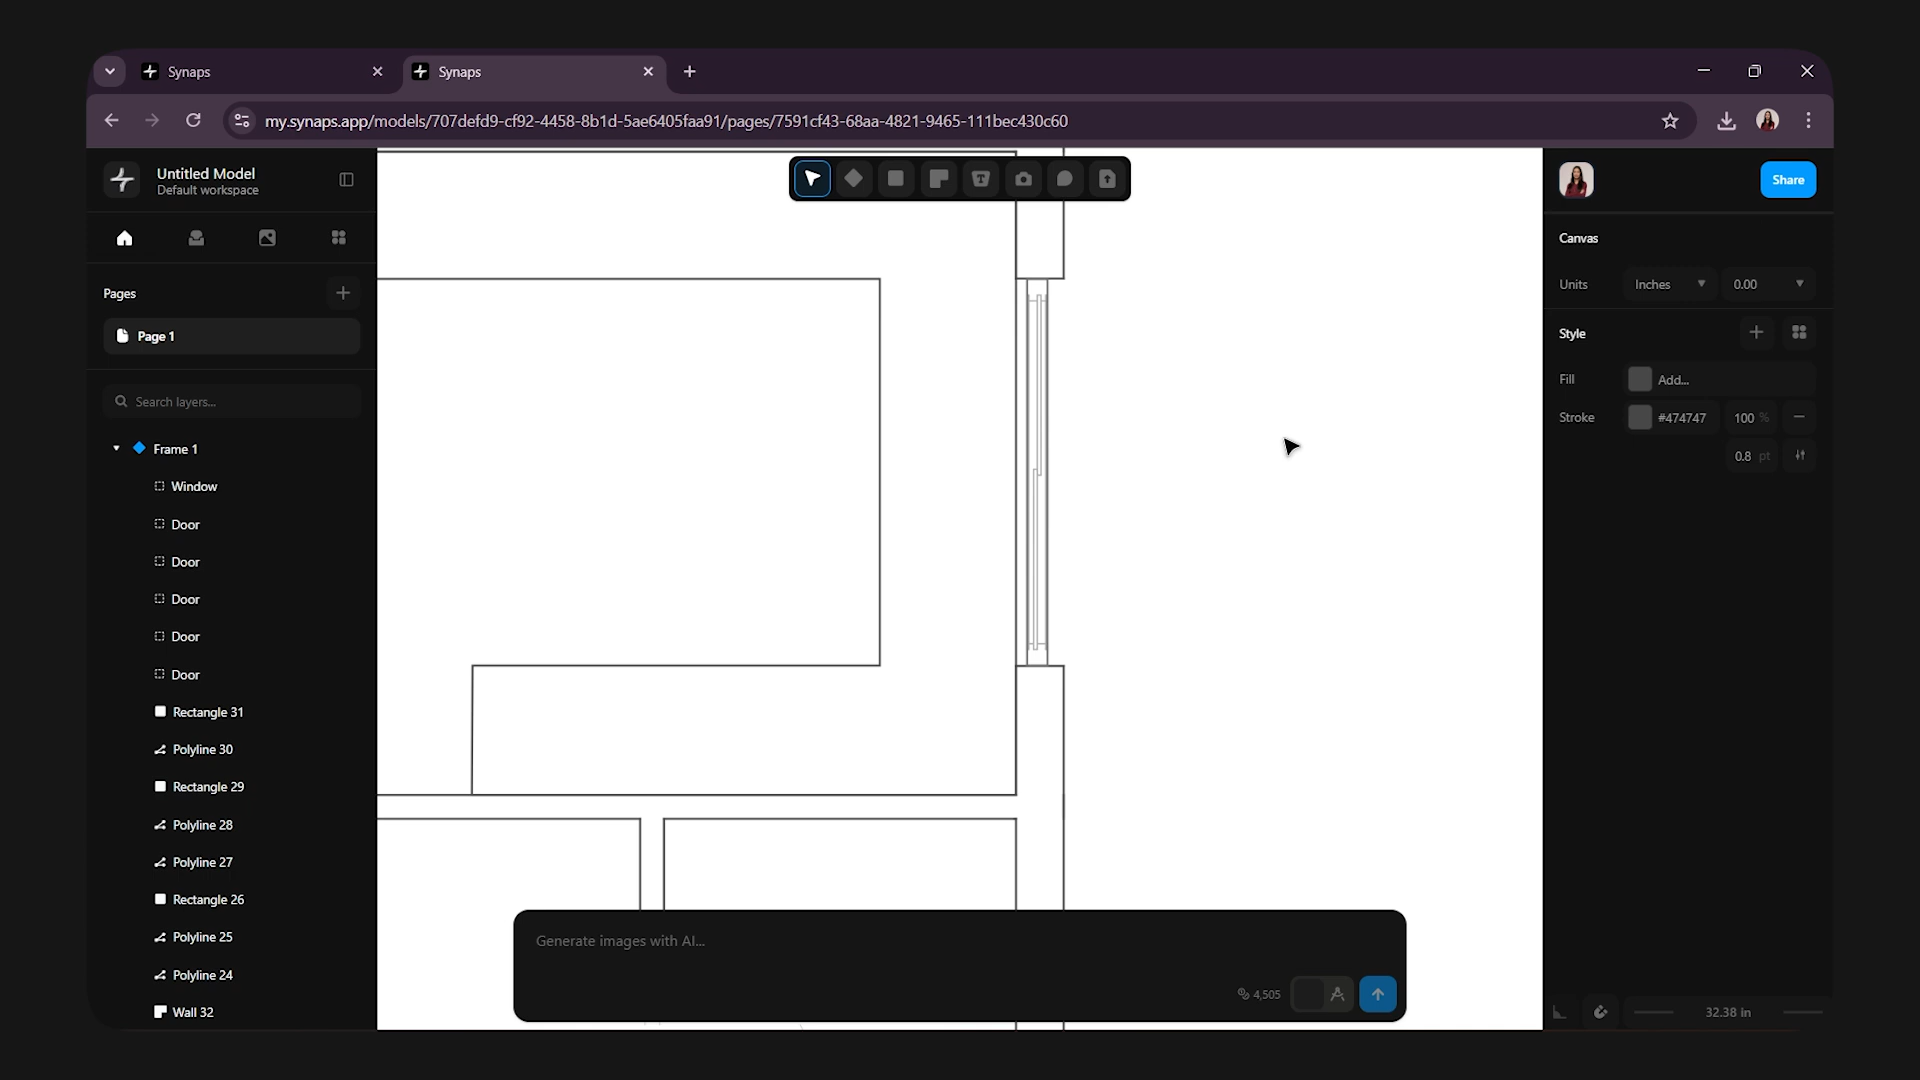 Synaps
Synaps
my.synaps.app/models/707defd9-cf92-4458-8b1d-5ae6405faa91/pages/7591cf43-68aa-4821-9465-111bec430c60
Untitled Model
Default workspace
Share
Canvas
Pages
Units
Inches
0.00
Page 1
Style
Fill
Add...
Search layers...
Stroke
#474747
100 %
0.8 pt
Frame 1
Window
Door
Door
Door
Door
Door
Rectangle 31
Polyline 30
Rectangle 29
Polyline 28
Polyline 27
Rectangle 26
Polyline 25
Polyline 24
Wall 32
Generate images with AI...
4,505
32.38 in